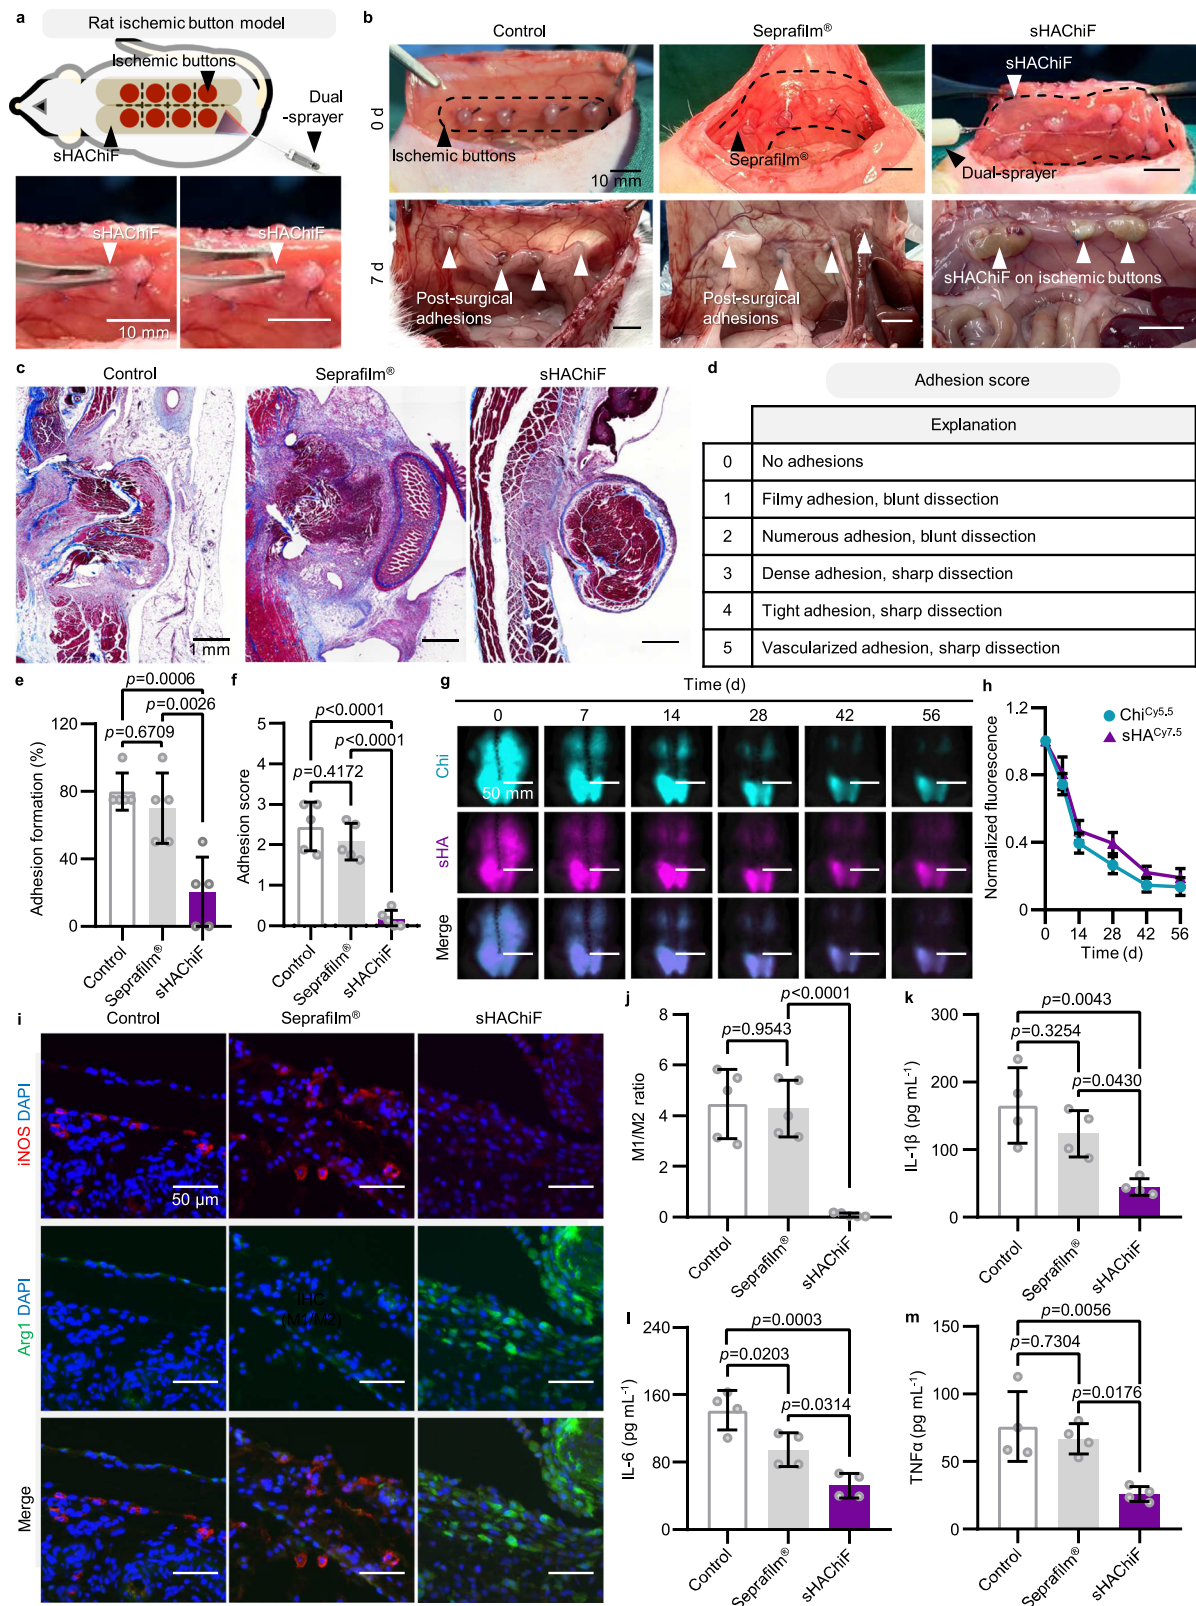 a
Rat ischemic button model
Ischemic buttons
Dual
-sprayer
sHAChiF
sHAChiF
sHAChiF
10 mm
b
Control
Seprafilm®
sHAChiF
0 d
Ischemic buttons
10 mm
Seprafilm®
sHAChiF
Dual-sprayer
7 d
Post-surgical
adhesions
Post-surgical
adhesions
sHAChiF on ischemic buttons
c
Control
Seprafilm®
sHAChiF
1 mm
d
Adhesion score
Explanation
0 No adhesions
1 Filmy adhesion, blunt dissection
2 Numerous adhesion, blunt dissection
3 Dense adhesion, sharp dissection
4 Tight adhesion, sharp dissection
5 Vascularized adhesion, sharp dissection
e
p=0.0006
p=0.0026
p=0.6709
Adhesion formation (%)
120
80
40
0
Control
Seprafilm®
sHAChiF
f
p<0.0001
p<0.0001
p=0.4172
Adhesion score
5
4
3
2
1
0
Control
Seprafilm®
sHAChiF
g
Time (d)
0 7 14 28 42 56
Chi
50 mm
sHA
Merge
h
Chi Cy5.5
sHA Cy7.5
Normalized fluorescence
1.2
0.8
0.4
0
0 14 28 42 56
Time (d)
i
Control
Seprafilm®
sHAChiF
iNOS DAPI
50 µm
Arg1 DAPI
IHC
(M1/M2)
Merge
j
p<0.0001
p=0.9543
M1/M2 ratio
8
6
4
2
0
Control
Seprafilm®
sHAChiF
k
p=0.0043
p=0.3254
p=0.0430
IL-1β (pg mL⁻¹)
300
200
100
0
Control
Seprafilm®
sHAChiF
l
p=0.0003
p=0.0203
p=0.0314
IL-6 (pg mL⁻¹)
240
160
80
0
Control
Seprafilm®
sHAChiF
m
p=0.0056
p=0.7304
p=0.0176
TNFα (pg mL⁻¹)
150
100
50
0
Control
Seprafilm®
sHAChiF